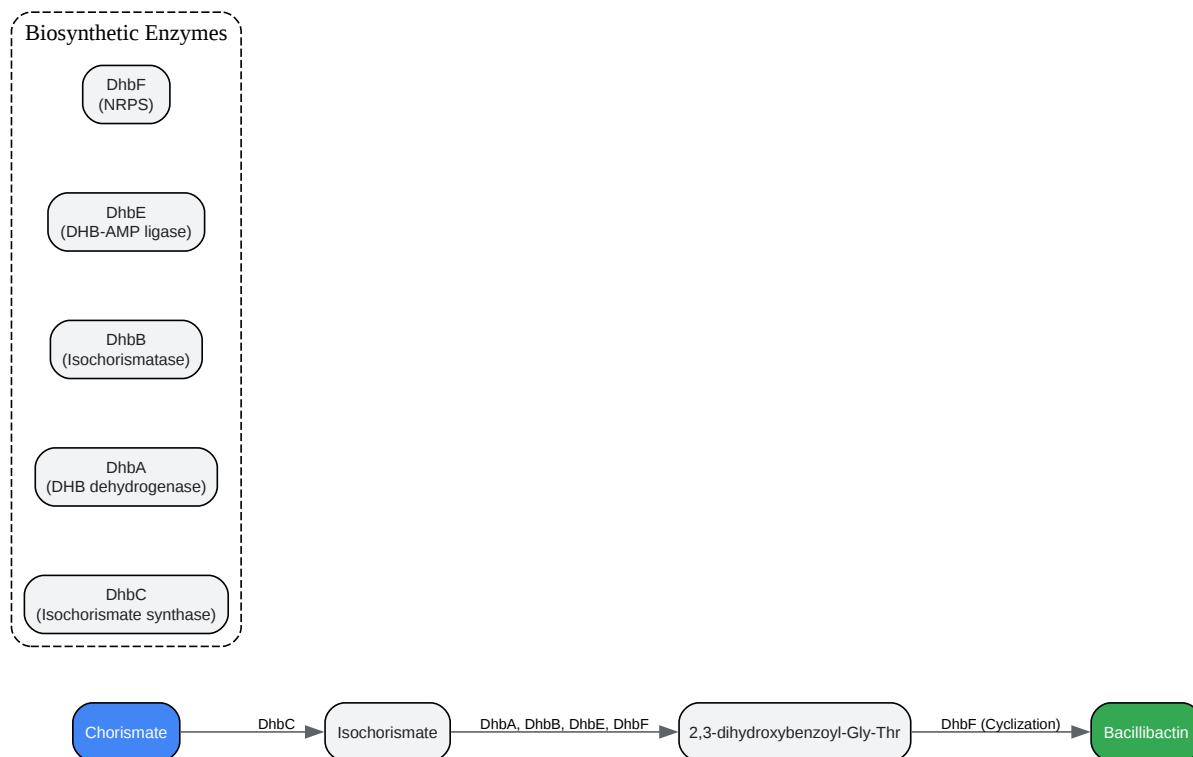 Biosynthetic Enzymes
DhbF
(NRPS)
DhbE
(DHB-AMP ligase)
DhbB
(Isochorismatase)
DhbA
(DHB dehydrogenase)
DhbC
(Isochorismate synthase)
Chorismate
DhbC
Isochorismate
DhbA, DhbB, DhbE, DhbF
2,3-dihydroxybenzoyl-Gly-Thr
DhbF (Cyclization)
Bacillibactin